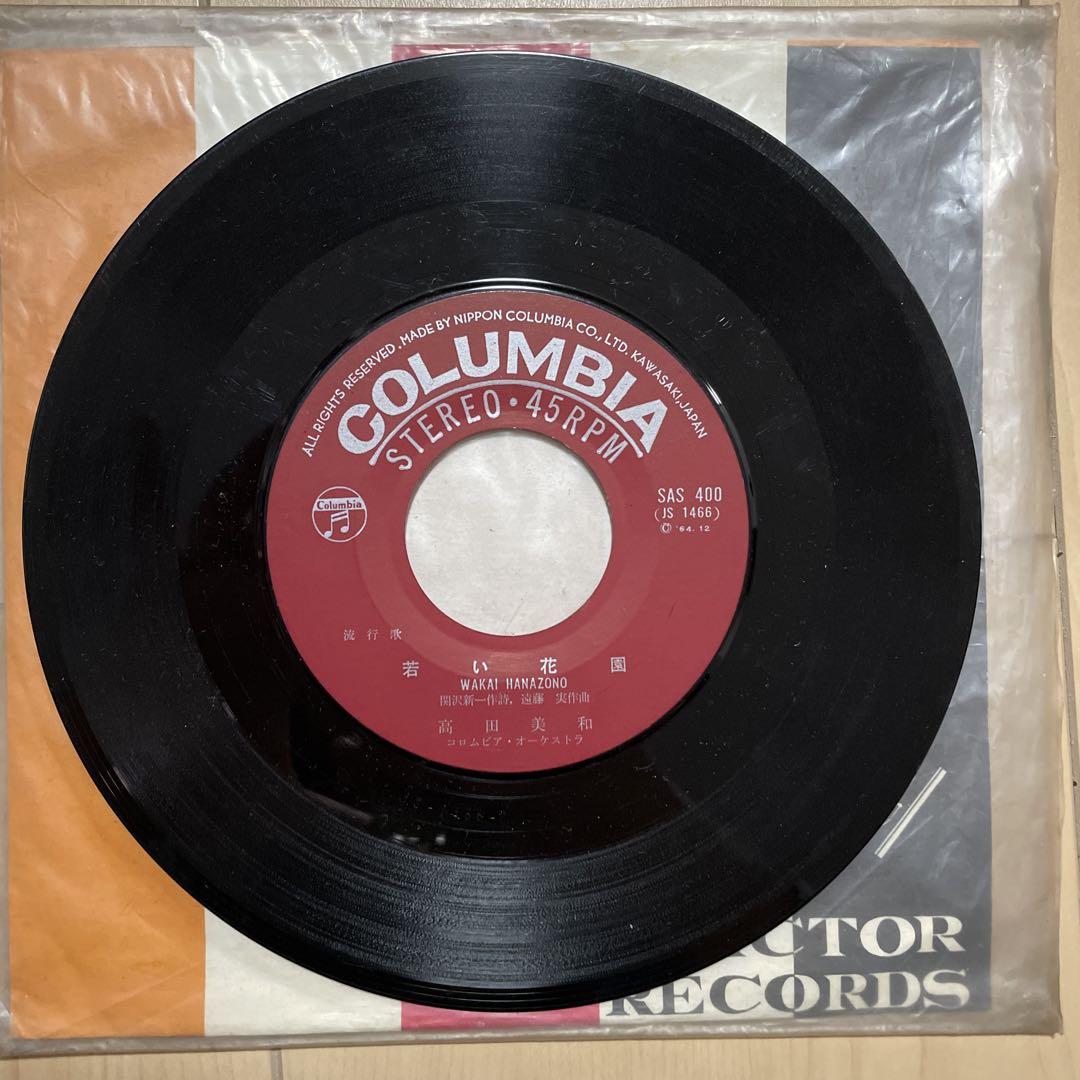 ALL RIGHTS RESERVED. MADE BY NIPPON COLUMBIA CO., LTD. KAWASAKI, JAPAN
COLUMBIA
STEREO・45RPM
Columbia
SAS 400
(JS 1466)
Ⓒ '64. 12
流行歌
若い花園
WAKAI HANAZONO
関沢新一作詩, 遠藤 実作曲
高田美和
コロムビア・オーケストラ
CTOR
RECORDS